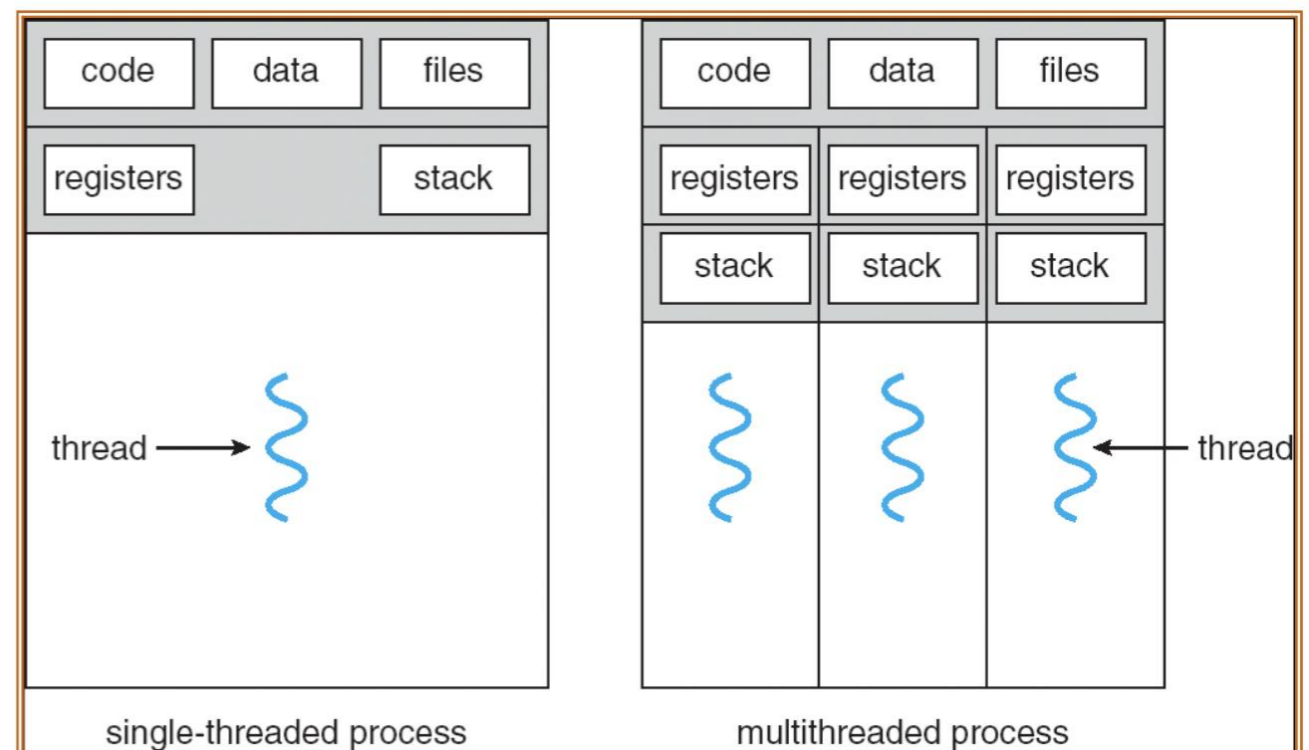 code data files
registers stack
thread
single-threaded process
code data files
registers registers registers
stack stack stack
thread
multithreaded process